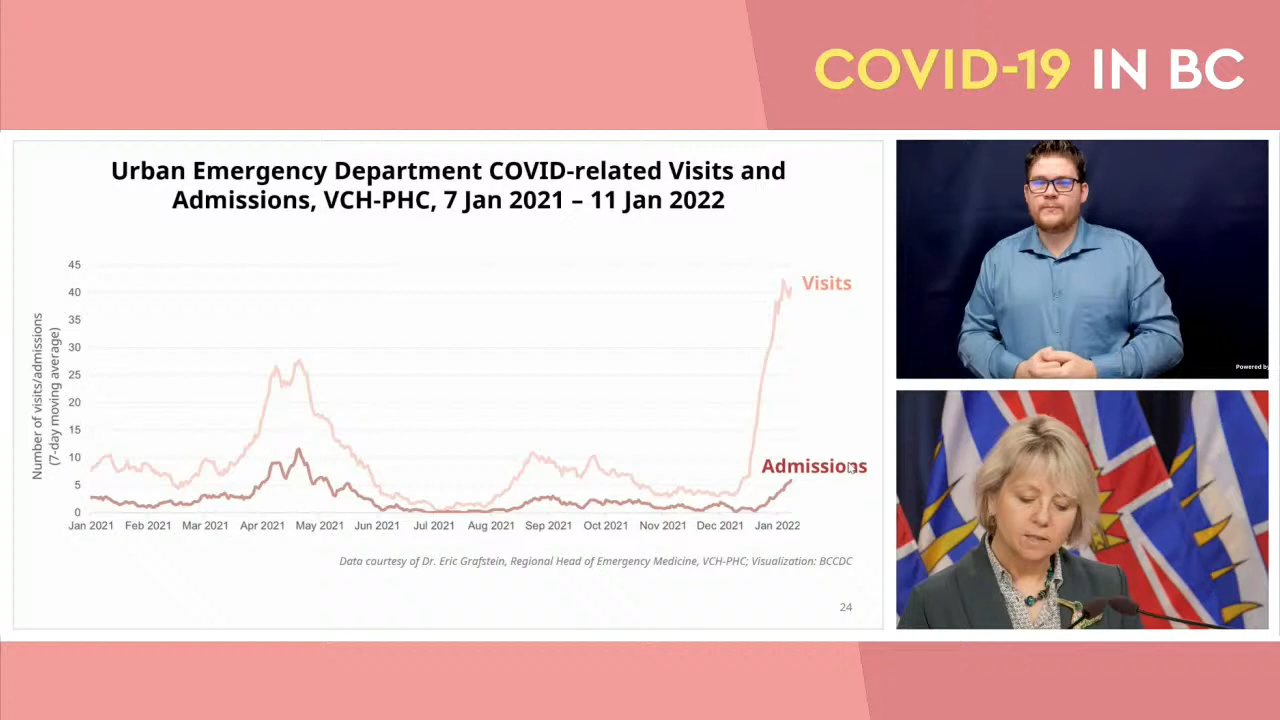 COVID-19 IN BC
Urban Emergency Department COVID-related Visits and
Admissions, VCH-PHC, 7 Jan 2021 – 11 Jan 2022
Number of visits/admissions
(7-day moving average)
45
40
35
30
25
20
15
10
5
0
Visits
Admissions
Jan 2021 Feb 2021 Mar 2021 Apr 2021 May 2021 Jun 2021 Jul 2021 Aug 2021 Sep 2021 Oct 2021 Nov 2021 Dec 2021 Jan 2022
Data courtesy of Dr. Eric Grafstein, Regional Head of Emergency Medicine, VCH-PHC; Visualization: BCCDC
24
Powered by